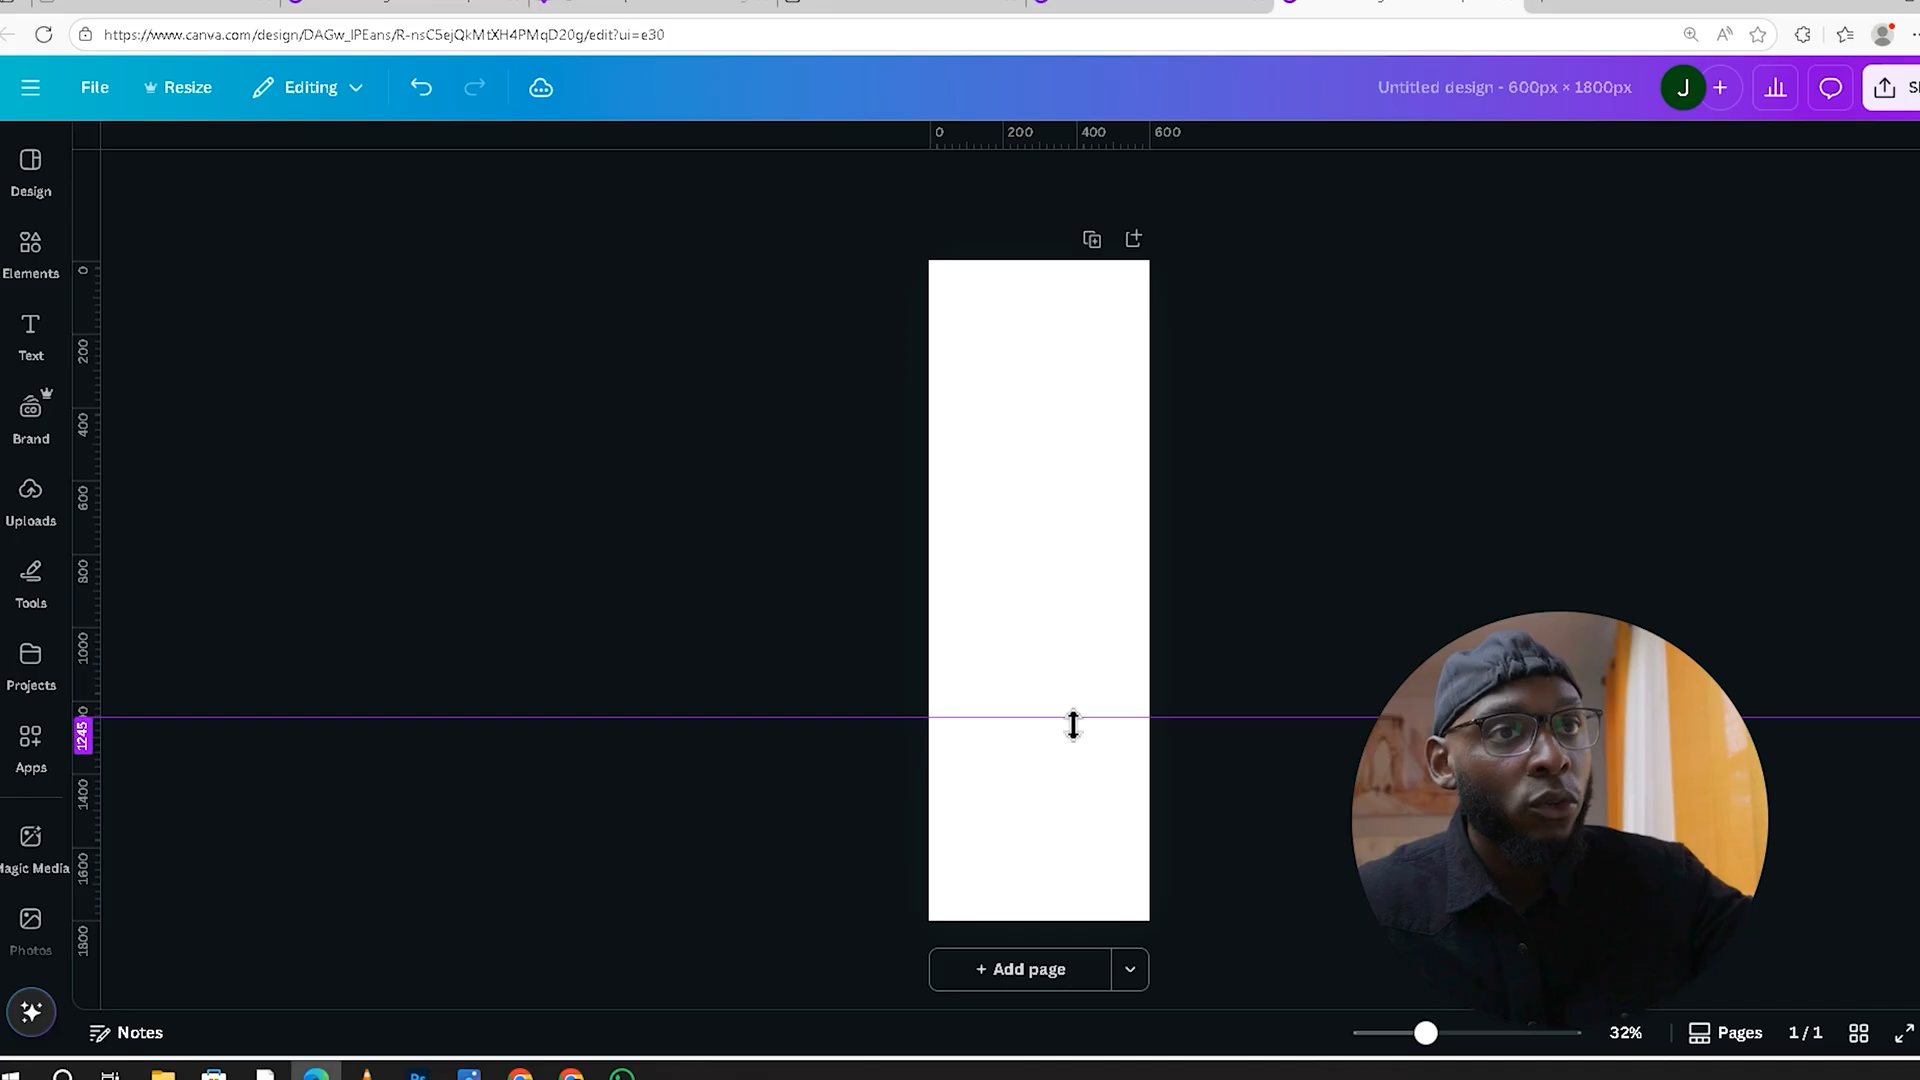 https://www.canva.com/design/DAGw_lPEans/R-nsC5ejQkMtXH4PMqD20g/edit?ui=e30
File
Resize
Editing
Untitled design - 600px × 1800px
J
+
0 200 400 600
Design
Elements
Text
Brand
Uploads
Tools
Projects
Apps
Magic Media
Photos
0
200
400
600
800
1000
1245
1400
1600
1800
+ Add page
Notes
32%
Pages
1 / 1